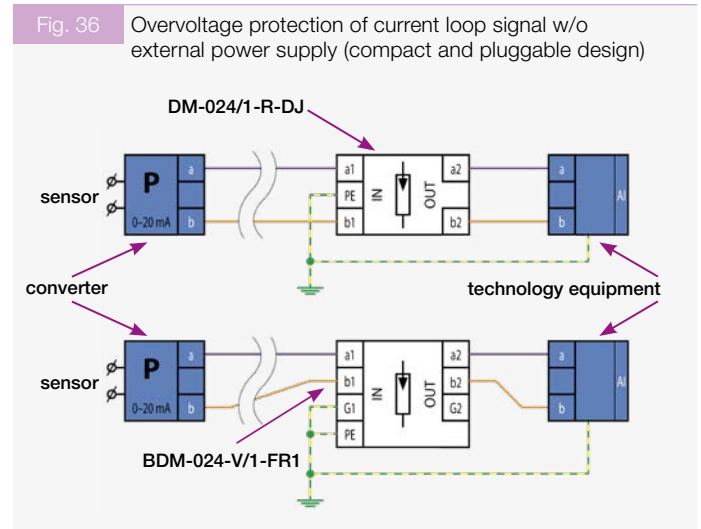 Fig. 36
Overvoltage protection of current loop signal w/o
external power supply (compact and pluggable design)
DM-024/1-R-DJ
sensor
P
0–20 mA
a
b
a1
PE
b1
IN
OUT
a2
b2
a
b
AI
converter
technology equipment
sensor
P
0–20 mA
a
b
a1
b1
G1
PE
IN
OUT
a2
b2
G2
a
b
AI
BDM-024-V/1-FR1